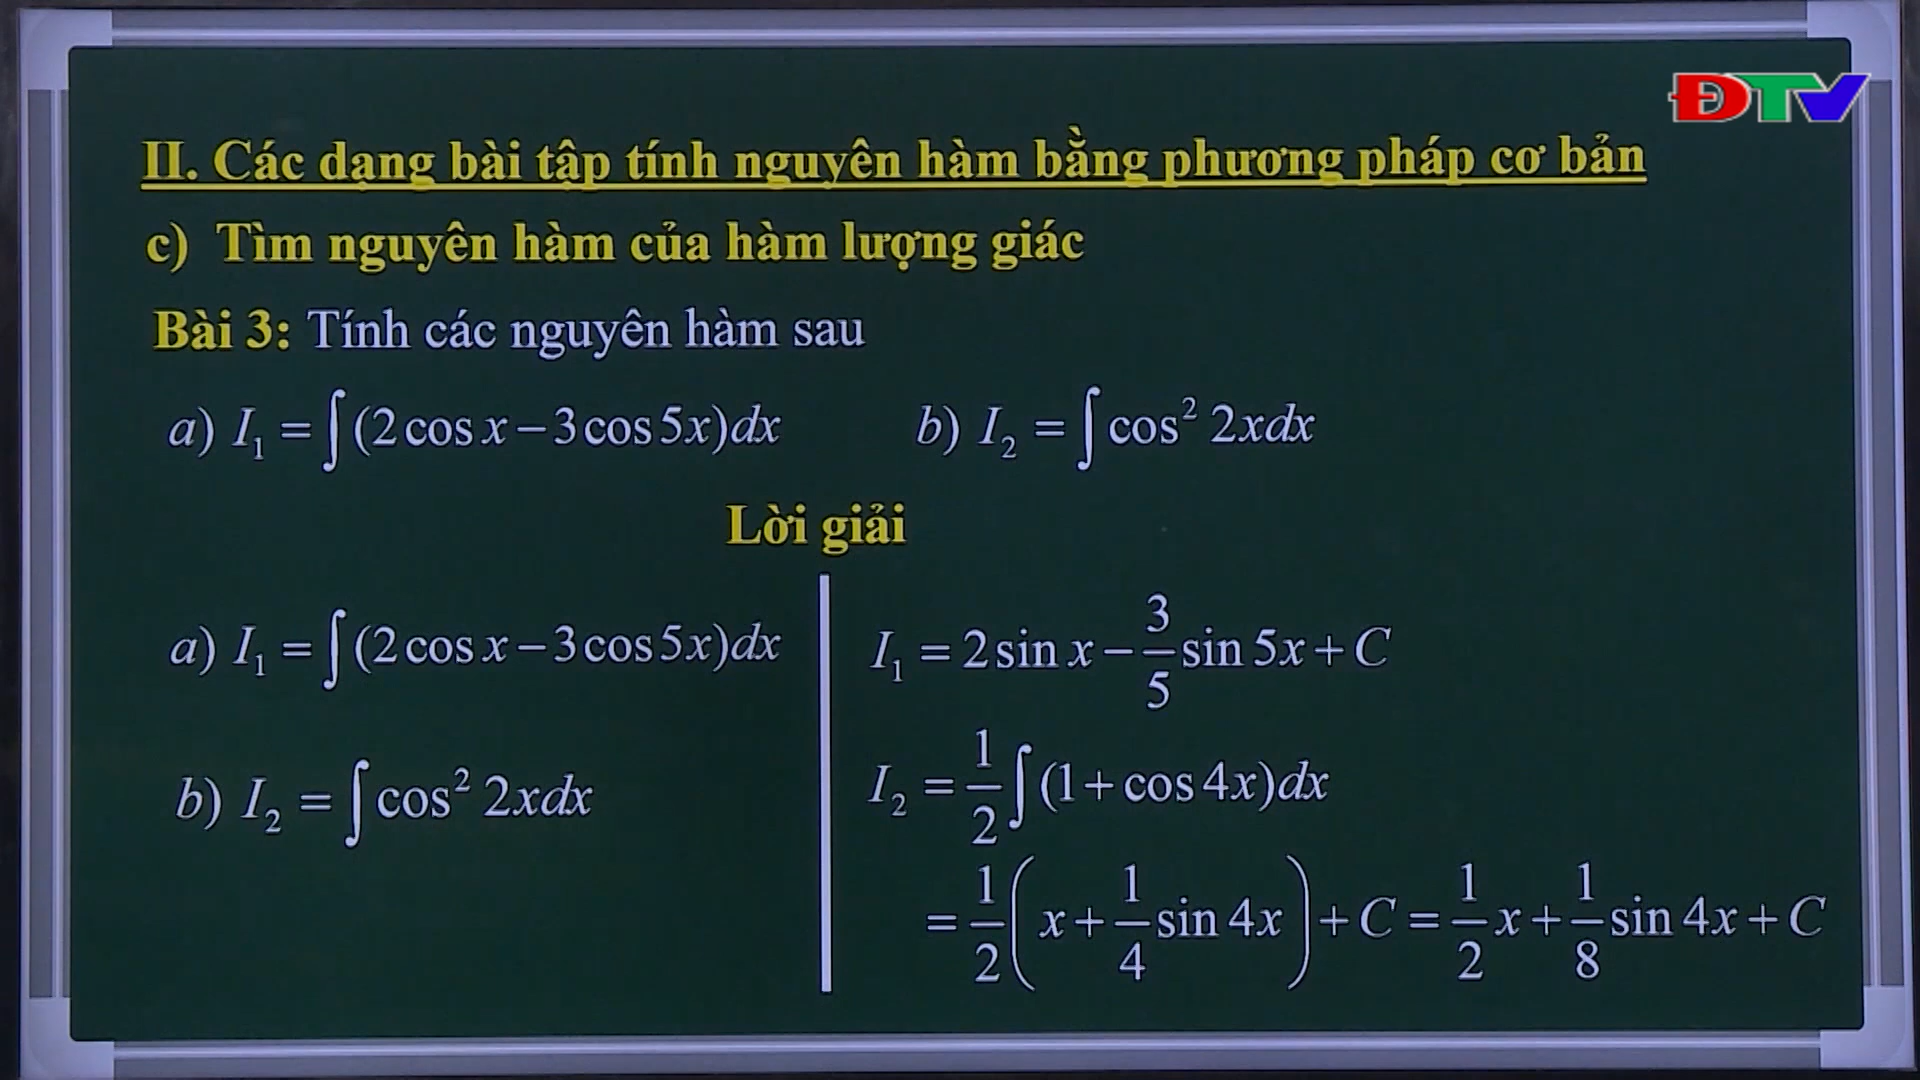 ĐTV
II. Các dạng bài tập tính nguyên hàm bằng phương pháp cơ bản
c) Tìm nguyên hàm của hàm lượng giác
Bài 3: Tính các nguyên hàm sau
a) I₁ = ∫(2cos x − 3cos 5x)dx b) I₂ = ∫cos² 2xdx
Lời giải
a) I₁ = ∫(2cos x − 3cos 5x)dx I₁ = 2sin x − 3/5 sin 5x + C
b) I₂ = ∫cos² 2xdx I₂ = 1/2 ∫(1 + cos 4x)dx
= 1/2 (x + 1/4 sin 4x) + C = 1/2 x + 1/8 sin 4x + C